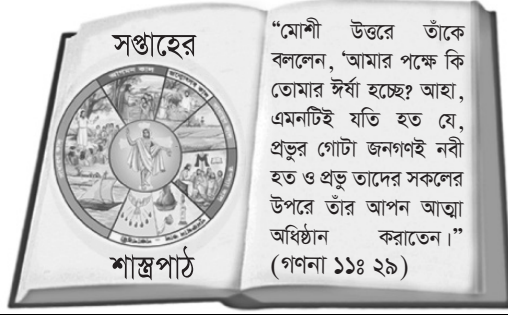 সপ্তাহের
শাস্ত্রপাঠ
“মোশী উত্তরে তাঁকে
বললেন, ‘আমার পক্ষে কি
তোমার ঈর্ষা হচ্ছে? আহা,
এমনটিই যতি হত যে,
প্রভুর গোটা জনগণই নবী
হত ও প্রভু তাদের সকলের
উপরে তাঁর আপন আত্মা
অধিষ্ঠান করাতেন।”
(গণনা ১১ঃ ২৯)